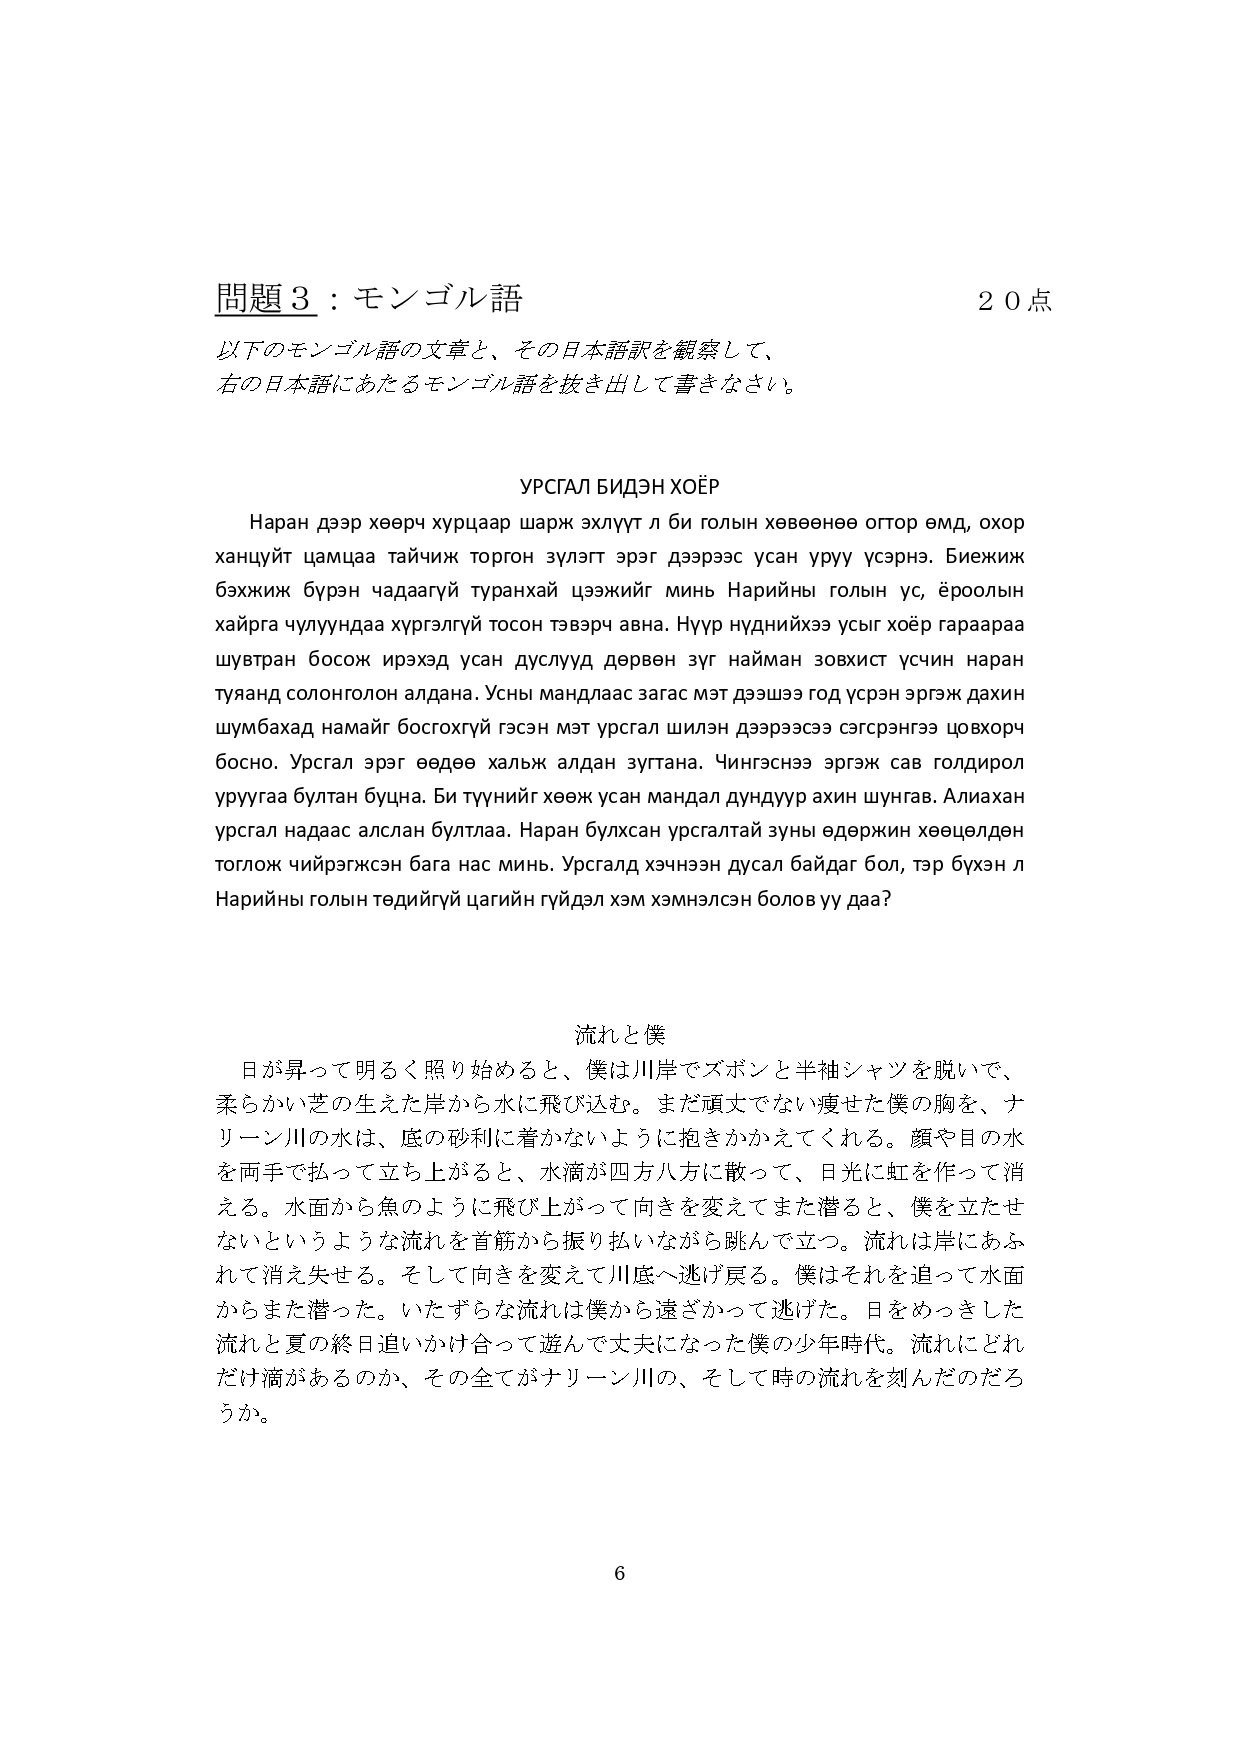 問題３：モンゴル語 ２０点
以下のモンゴル語の文章と、その日本語訳を観察して、
右の日本語にあたるモンゴル語を抜き出して書きなさい。
УРСГАЛ БИДЭН ХОЁР
Наран дээр хөөрч хурцаар шарж эхлүүт л би голын хөвөөнөө огтор өмд, охор
ханцуйт цамцаа тайчиж торгон зүлэгт эрэг дээрээс усан уруу үсэрнэ. Биежиж
бэхжиж бүрэн чадаагүй туранхай цээжийг минь Нарийны голын ус, ёроолын
хайрга чулуундаа хүргэлгүй тосон тэвэрч авна. Нүүр нүднийхээ усыг хоёр гараараа
шувтран босож ирэхэд усан дуслууд дөрвөн зүг найман зовхист үсчин наран
туяанд солонголон алдана. Усны мандлаас загас мэт дээшээ год үсрэн эргэж дахин
шумбахад намайг босгохгүй гэсэн мэт урсгал шилэн дээрээсээ сэгсрэнгээ цовхорч
босно. Урсгал эрэг өөдөө хальж алдан зугтана. Чингэснээ эргэж сав голдирол
уруугаа бултан буцна. Би түүнийг хөөж усан мандал дундуур ахин шунгав. Алиахан
урсгал надаас алслан бултлаа. Наран булхсан урсгалтай зуны өдөржин хөөцөлдөн
тоглож чийрэгжсэн бага нас минь. Урсгалд хэчнээн дусал байдаг бол, тэр бүхэн л
Нарийны голын төдийгүй цагийн гүйдэл хэм хэмнэлсэн болов уу даа?
流れと僕
日が昇って明るく照り始めると、僕は川岸でズボンと半袖シャツを脱いで、
柔らかい芝の生えた岸から水に飛び込む。まだ頑丈でない痩せた僕の胸を、ナ
リーン川の水は、底の砂利に着かないように抱きかかえてくれる。顔や目の水
を両手で払って立ち上がると、水滴が四方八方に散って、日光に虹を作って消
える。水面から魚のように飛び上がって向きを変えてまた潜ると、僕を立たせ
ないというような流れを首筋から振り払いながら跳んで立つ。流れは岸にあふ
れて消え失せる。そして向きを変えて川底へ逃げ戻る。僕はそれを追って水面
からまた潜った。いたずらな流れは僕から遠ざかって逃げた。日をめっきした
流れと夏の終日追いかけ合って遊んで丈夫になった僕の少年時代。流れにどれ
だけ滴があるのか、その全てがナリーン川の、そして時の流れを刻んだのだろ
うか。
6